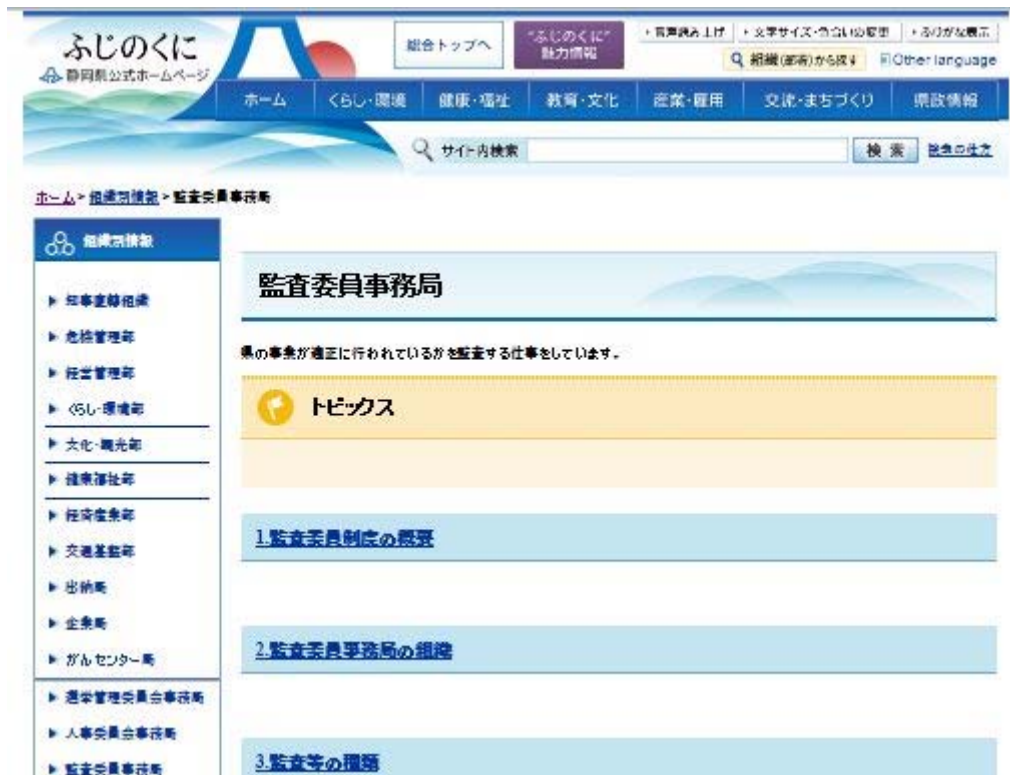 ふじのくに
静岡県公式ホームページ
総合トップへ
"ふじのくに"
魅力情報
音声読み上げ
文字サイズ・色合いの変更
ふりがな表示
組織(部署)から探す
Other language
ホーム
くらし・環境
健康・福祉
教育・文化
産業・雇用
交流・まちづくり
県政情報
サイト内検索
検 索
検索の仕方
ホーム > 組織別情報 > 監査委員事務局
組織別情報
知事直轄組織
危機管理部
経営管理部
くらし・環境部
文化・観光部
健康福祉部
経済産業部
交通基盤部
出納局
企業局
がんセンター局
選挙管理委員会事務局
人事委員会事務局
監査委員事務局
監査委員事務局
県の事業が適正に行われているかを監査する仕事をしています。
トピックス
1.監査委員制度の概要
2.監査委員事務局の組織
3.監査等の種類